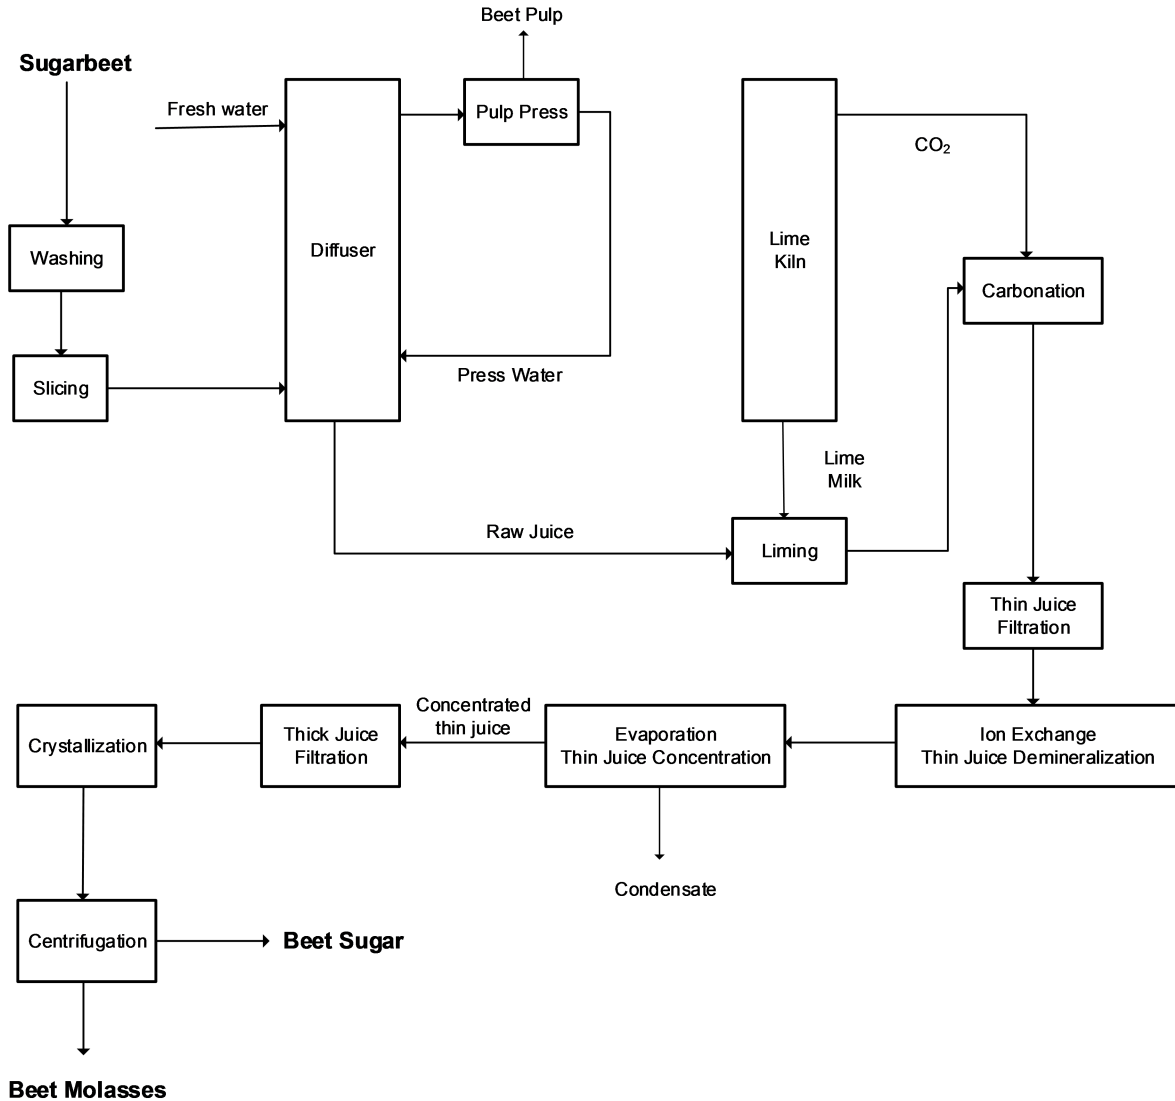 Beet Pulp
Sugarbeet
Fresh water
Pulp Press
CO₂
Diffuser
Lime
Kiln
Washing
Carbonation
Slicing
Press Water
Lime
Milk
Raw Juice
Liming
Thin Juice
Filtration
Concentrated
thin juice
Crystallization
Thick Juice
Filtration
Evaporation
Thin Juice Concentration
Ion Exchange
Thin Juice Demineralization
Condensate
Centrifugation
Beet Sugar
Beet Molasses